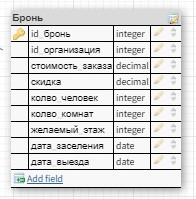 Бронь
id_бронь integer
id_организация integer
стоимость_заказа decimal
скидка decimal
колво_человек integer
колво_комнат integer
желаемый_этаж integer
дата_заселения date
дата_выезда date
Add field